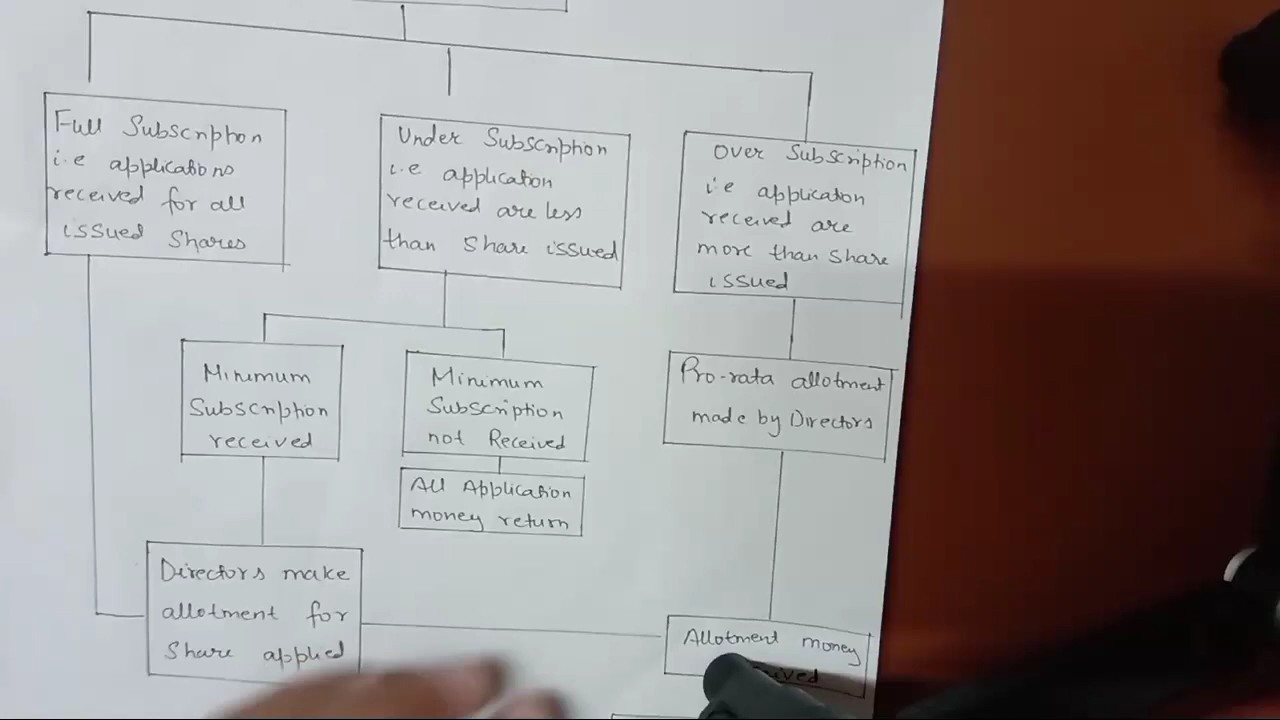 Full Subscription
i.e applications
received for all
issued Shares
Under Subscription
i.e application
received are less
than Share issued
Over Subscription
i.e application
received are
more than Share
issued
Minimum
Subscription
received
Minimum
Subscription
not Received
All Application
money return
Pro-rata allotment
made by Directors
Directors make
allotment for
Share applied
Allotment money